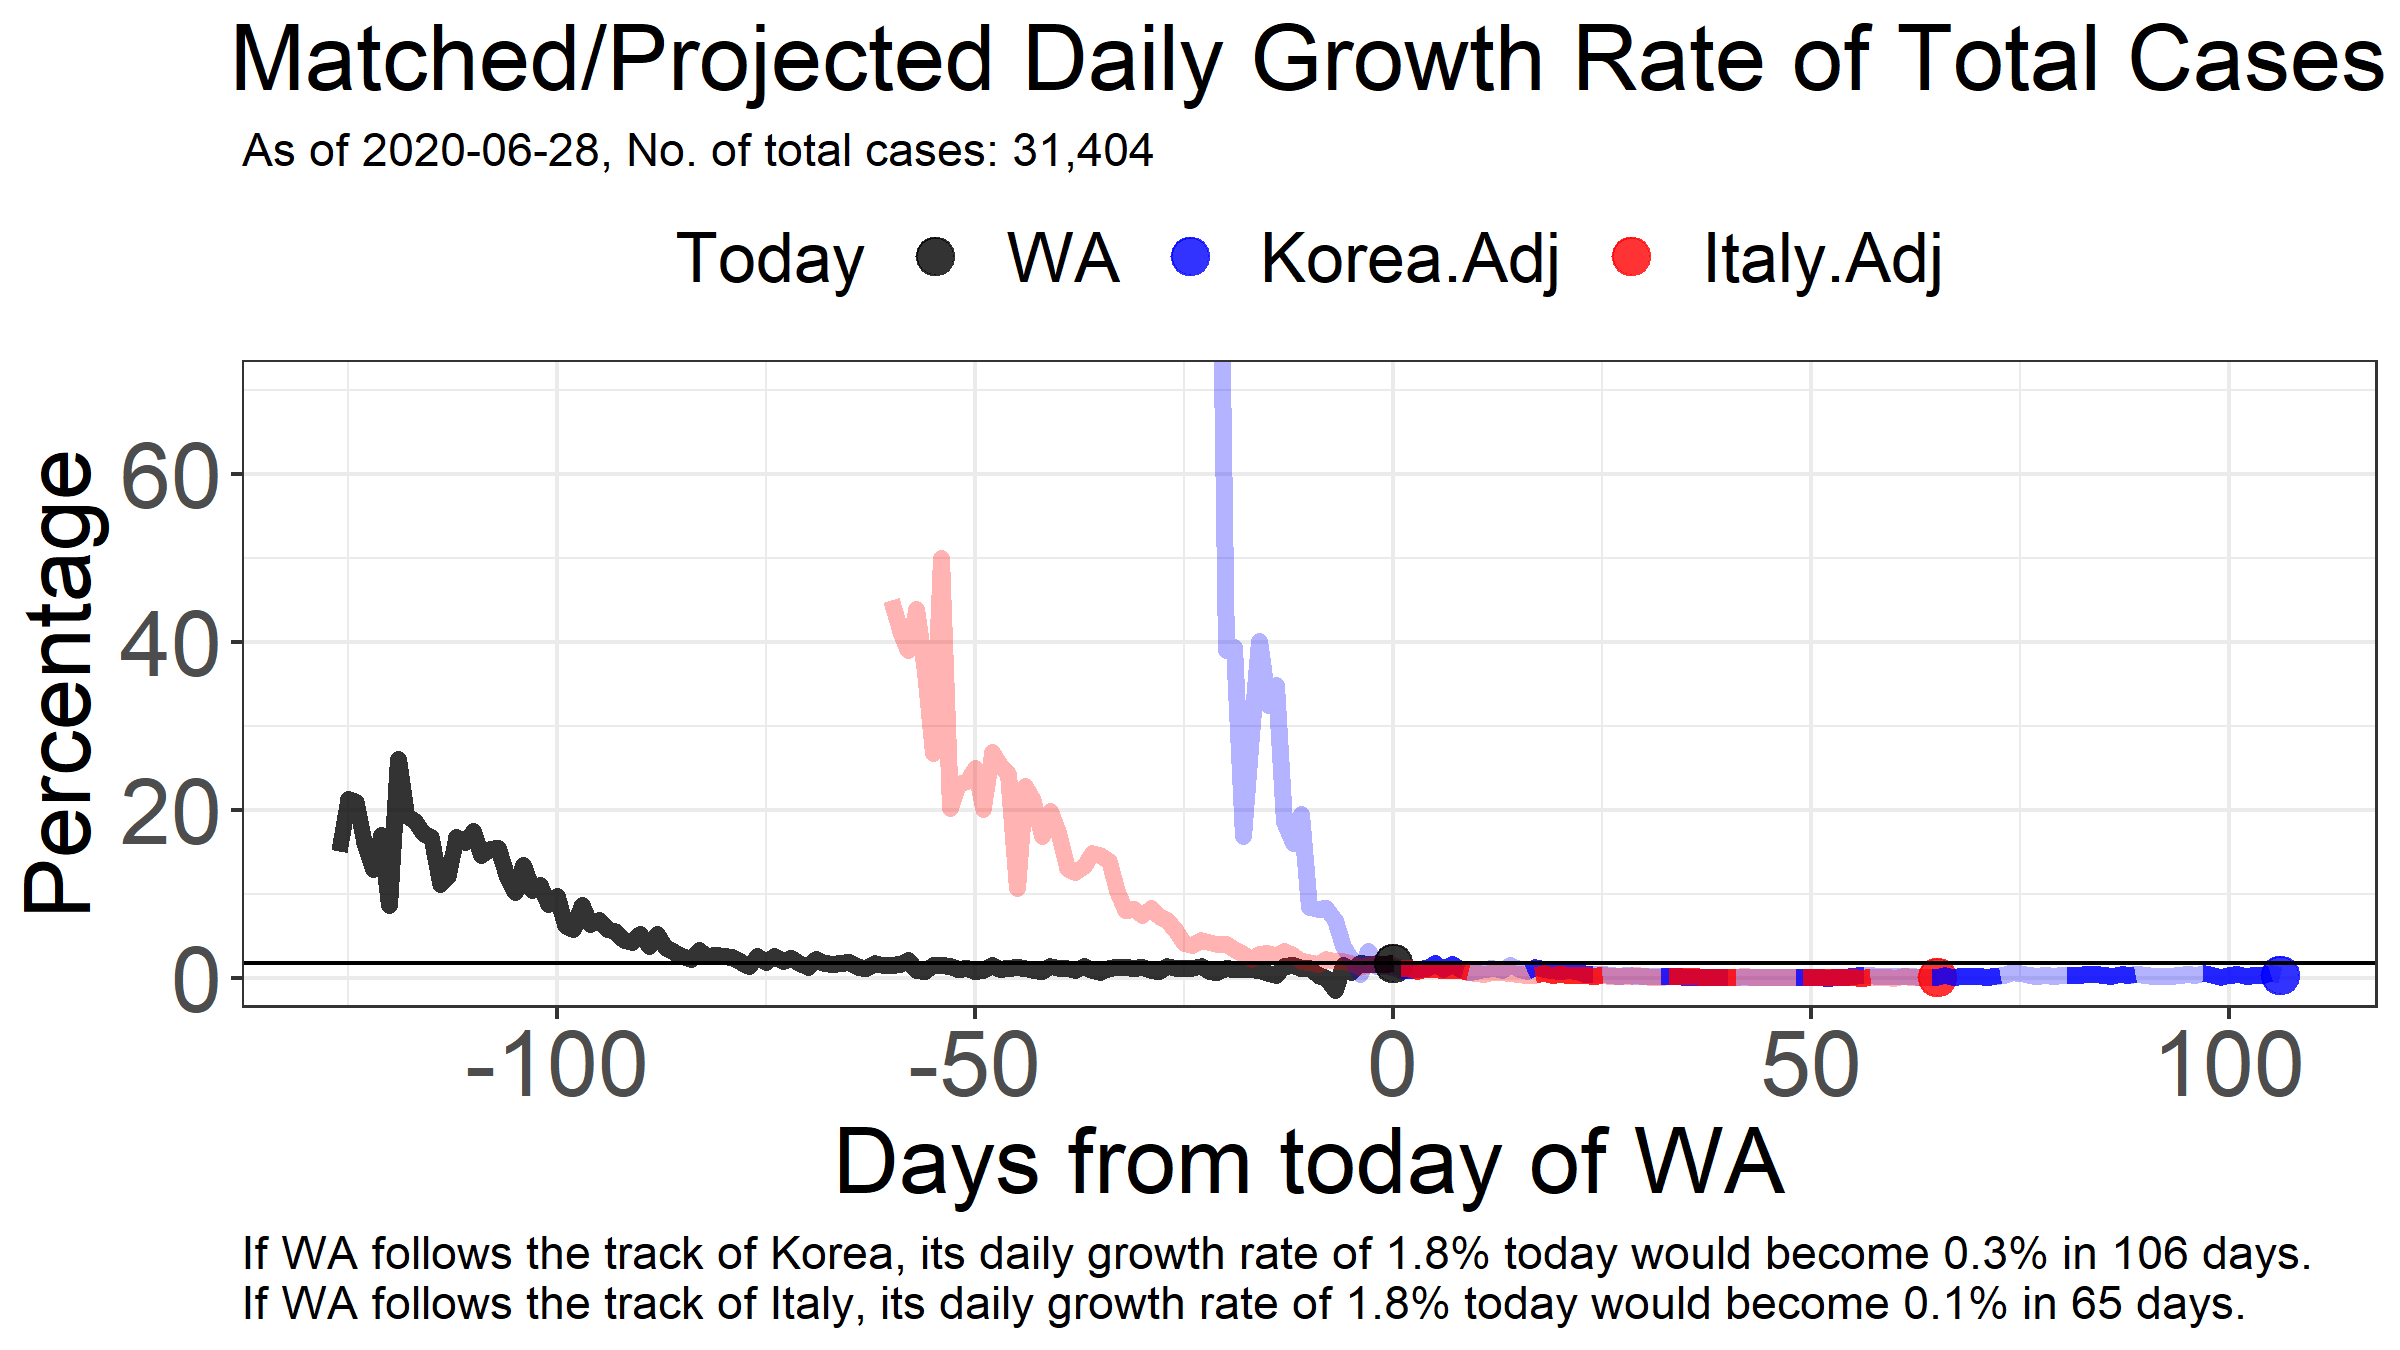 Matched/Projected Daily Growth Rate of Total Cases
As of 2020-06-28, No. of total cases: 31,404
Today WA Korea.Adj Italy.Adj
Percentage
60
40
20
0
-100 -50 0 50 100
Days from today of WA
If WA follows the track of Korea, its daily growth rate of 1.8% today would become 0.3% in 106 days.
If WA follows the track of Italy, its daily growth rate of 1.8% today would become 0.1% in 65 days.